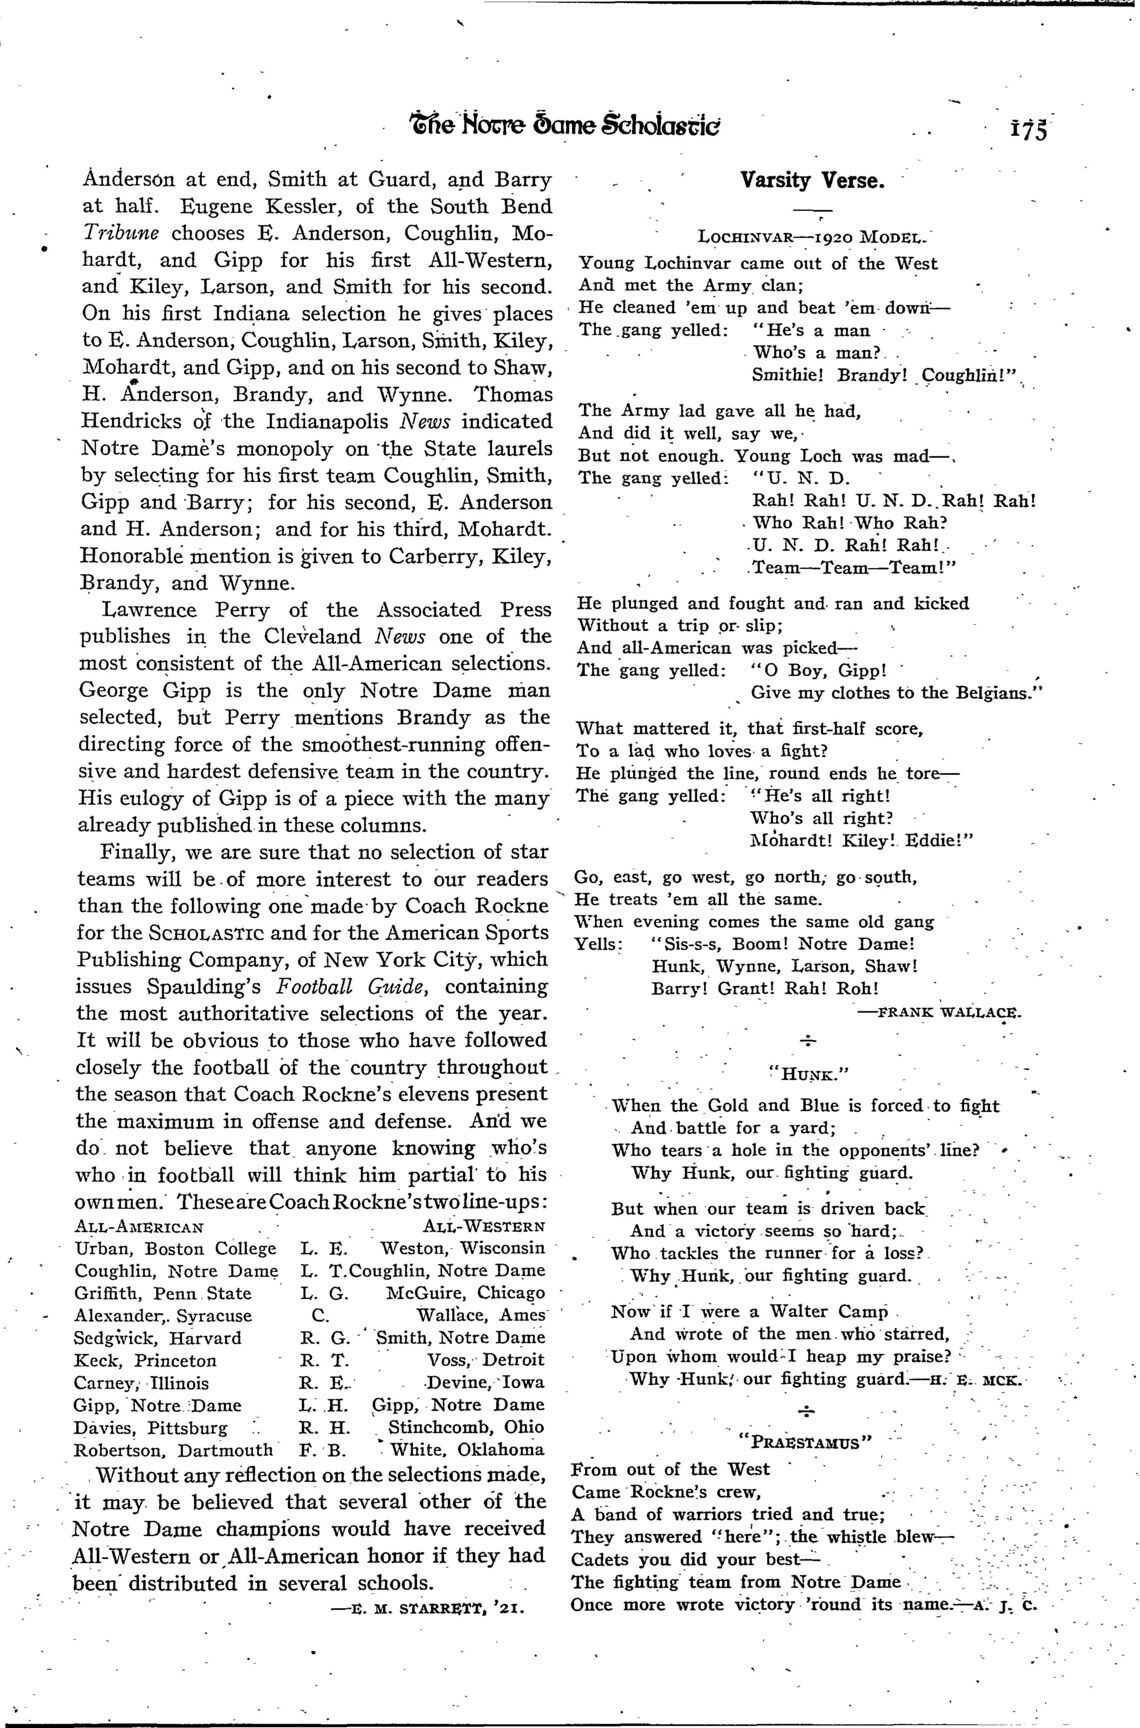 The Notre Dame Scholastic
175
Anderson at end, Smith at Guard, and Barry
at half. Eugene Kessler, of the South Bend
Tribune chooses E. Anderson, Coughlin, Mo-
hardt, and Gipp for his first All-Western,
and Kiley, Larson, and Smith for his second.
On his first Indiana selection he gives places
to E. Anderson, Coughlin, Larson, Smith, Kiley,
Mohardt, and Gipp, and on his second to Shaw,
H. Anderson, Brandy, and Wynne. Thomas
Hendricks of the Indianapolis News indicated
Notre Dame's monopoly on the State laurels
by selecting for his first team Coughlin, Smith,
Gipp and Barry; for his second, E. Anderson
and H. Anderson; and for his third, Mohardt.
Honorable mention is given to Carberry, Kiley,
Brandy, and Wynne.
Lawrence Perry of the Associated Press
publishes in the Cleveland News one of the
most consistent of the All-American selections.
George Gipp is the only Notre Dame man
selected, but Perry mentions Brandy as the
directing force of the smoothest-running offen-
sive and hardest defensive team in the country.
His eulogy of Gipp is of a piece with the many
already published in these columns.
Finally, we are sure that no selection of star
teams will be of more interest to our readers
than the following one made by Coach Rockne
for the SCHOLASTIC and for the American Sports
Publishing Company, of New York City, which
issues Spaulding's Football Guide, containing
the most authoritative selections of the year.
It will be obvious to those who have followed
closely the football of the country throughout
the season that Coach Rockne's elevens present
the maximum in offense and defense. And we
do not believe that anyone knowing who's
who in football will think him partial to his
own men. These are Coach Rockne's two line-ups:
ALL-AMERICAN ALL-WESTERN
Urban, Boston College L. E. Weston, Wisconsin
Coughlin, Notre Dame L. T. Coughlin, Notre Dame
Griffith, Penn State L. G. McGuire, Chicago
Alexander, Syracuse C. Wallace, Ames
Sedgwick, Harvard R. G. Smith, Notre Dame
Keck, Princeton R. T. Voss, Detroit
Carney, Illinois R. E. Devine, Iowa
Gipp, Notre Dame L. H. Gipp, Notre Dame
Davies, Pittsburg R. H. Stinchcomb, Ohio
Robertson, Dartmouth F. B. White, Oklahoma
Without any reflection on the selections made,
it may be believed that several other of the
Notre Dame champions would have received
All-Western or All-American honor if they had
been distributed in several schools.
—E. M. STARRETT, '21.
Varsity Verse.
LOCHINVAR—1920 MODEL.
Young Lochinvar came out of the West
And met the Army clan;
He cleaned 'em up and beat 'em down—
The gang yelled: "He's a man
Who's a man?
Smithie! Brandy! Coughlin!"
The Army lad gave all he had,
And did it well, say we,
But not enough. Young Loch was mad—
The gang yelled: "U. N. D.
Rah! Rah! U. N. D. Rah! Rah!
Who Rah! Who Rah?
U. N. D. Rah! Rah!
Team—Team—Team!"
He plunged and fought and ran and kicked
Without a trip or slip;
And all-American was picked—
The gang yelled: "O Boy, Gipp!
Give my clothes to the Belgians."
What mattered it, that first-half score,
To a lad who loves a fight?
He plunged the line, round ends he tore—
The gang yelled: "He's all right!
Who's all right?
Mohardt! Kiley! Eddie!"
Go, east, go west, go north, go south,
He treats 'em all the same.
When evening comes the same old gang
Yells: "Sis-s-s, Boom! Notre Dame!
Hunk, Wynne, Larson, Shaw!
Barry! Grant! Rah! Roh!
—FRANK WALLACE.
÷
"HUNK."
When the Gold and Blue is forced to fight
And battle for a yard;
Who tears a hole in the opponents' line?
Why Hunk, our fighting guard.
But when our team is driven back
And a victory seems so hard;
Who tackles the runner for a loss?
Why Hunk, our fighting guard.
Now if I were a Walter Camp
And wrote of the men who starred,
Upon whom would I heap my praise?
Why Hunk, our fighting guard.—H. E. MCK.
÷
"PRAESTAMUS"
From out of the West
Came Rockne's crew,
A band of warriors tried and true;
They answered "here"; the whistle blew—
Cadets you did your best—
The fighting team from Notre Dame
Once more wrote victory 'round its name.—A. J. C.